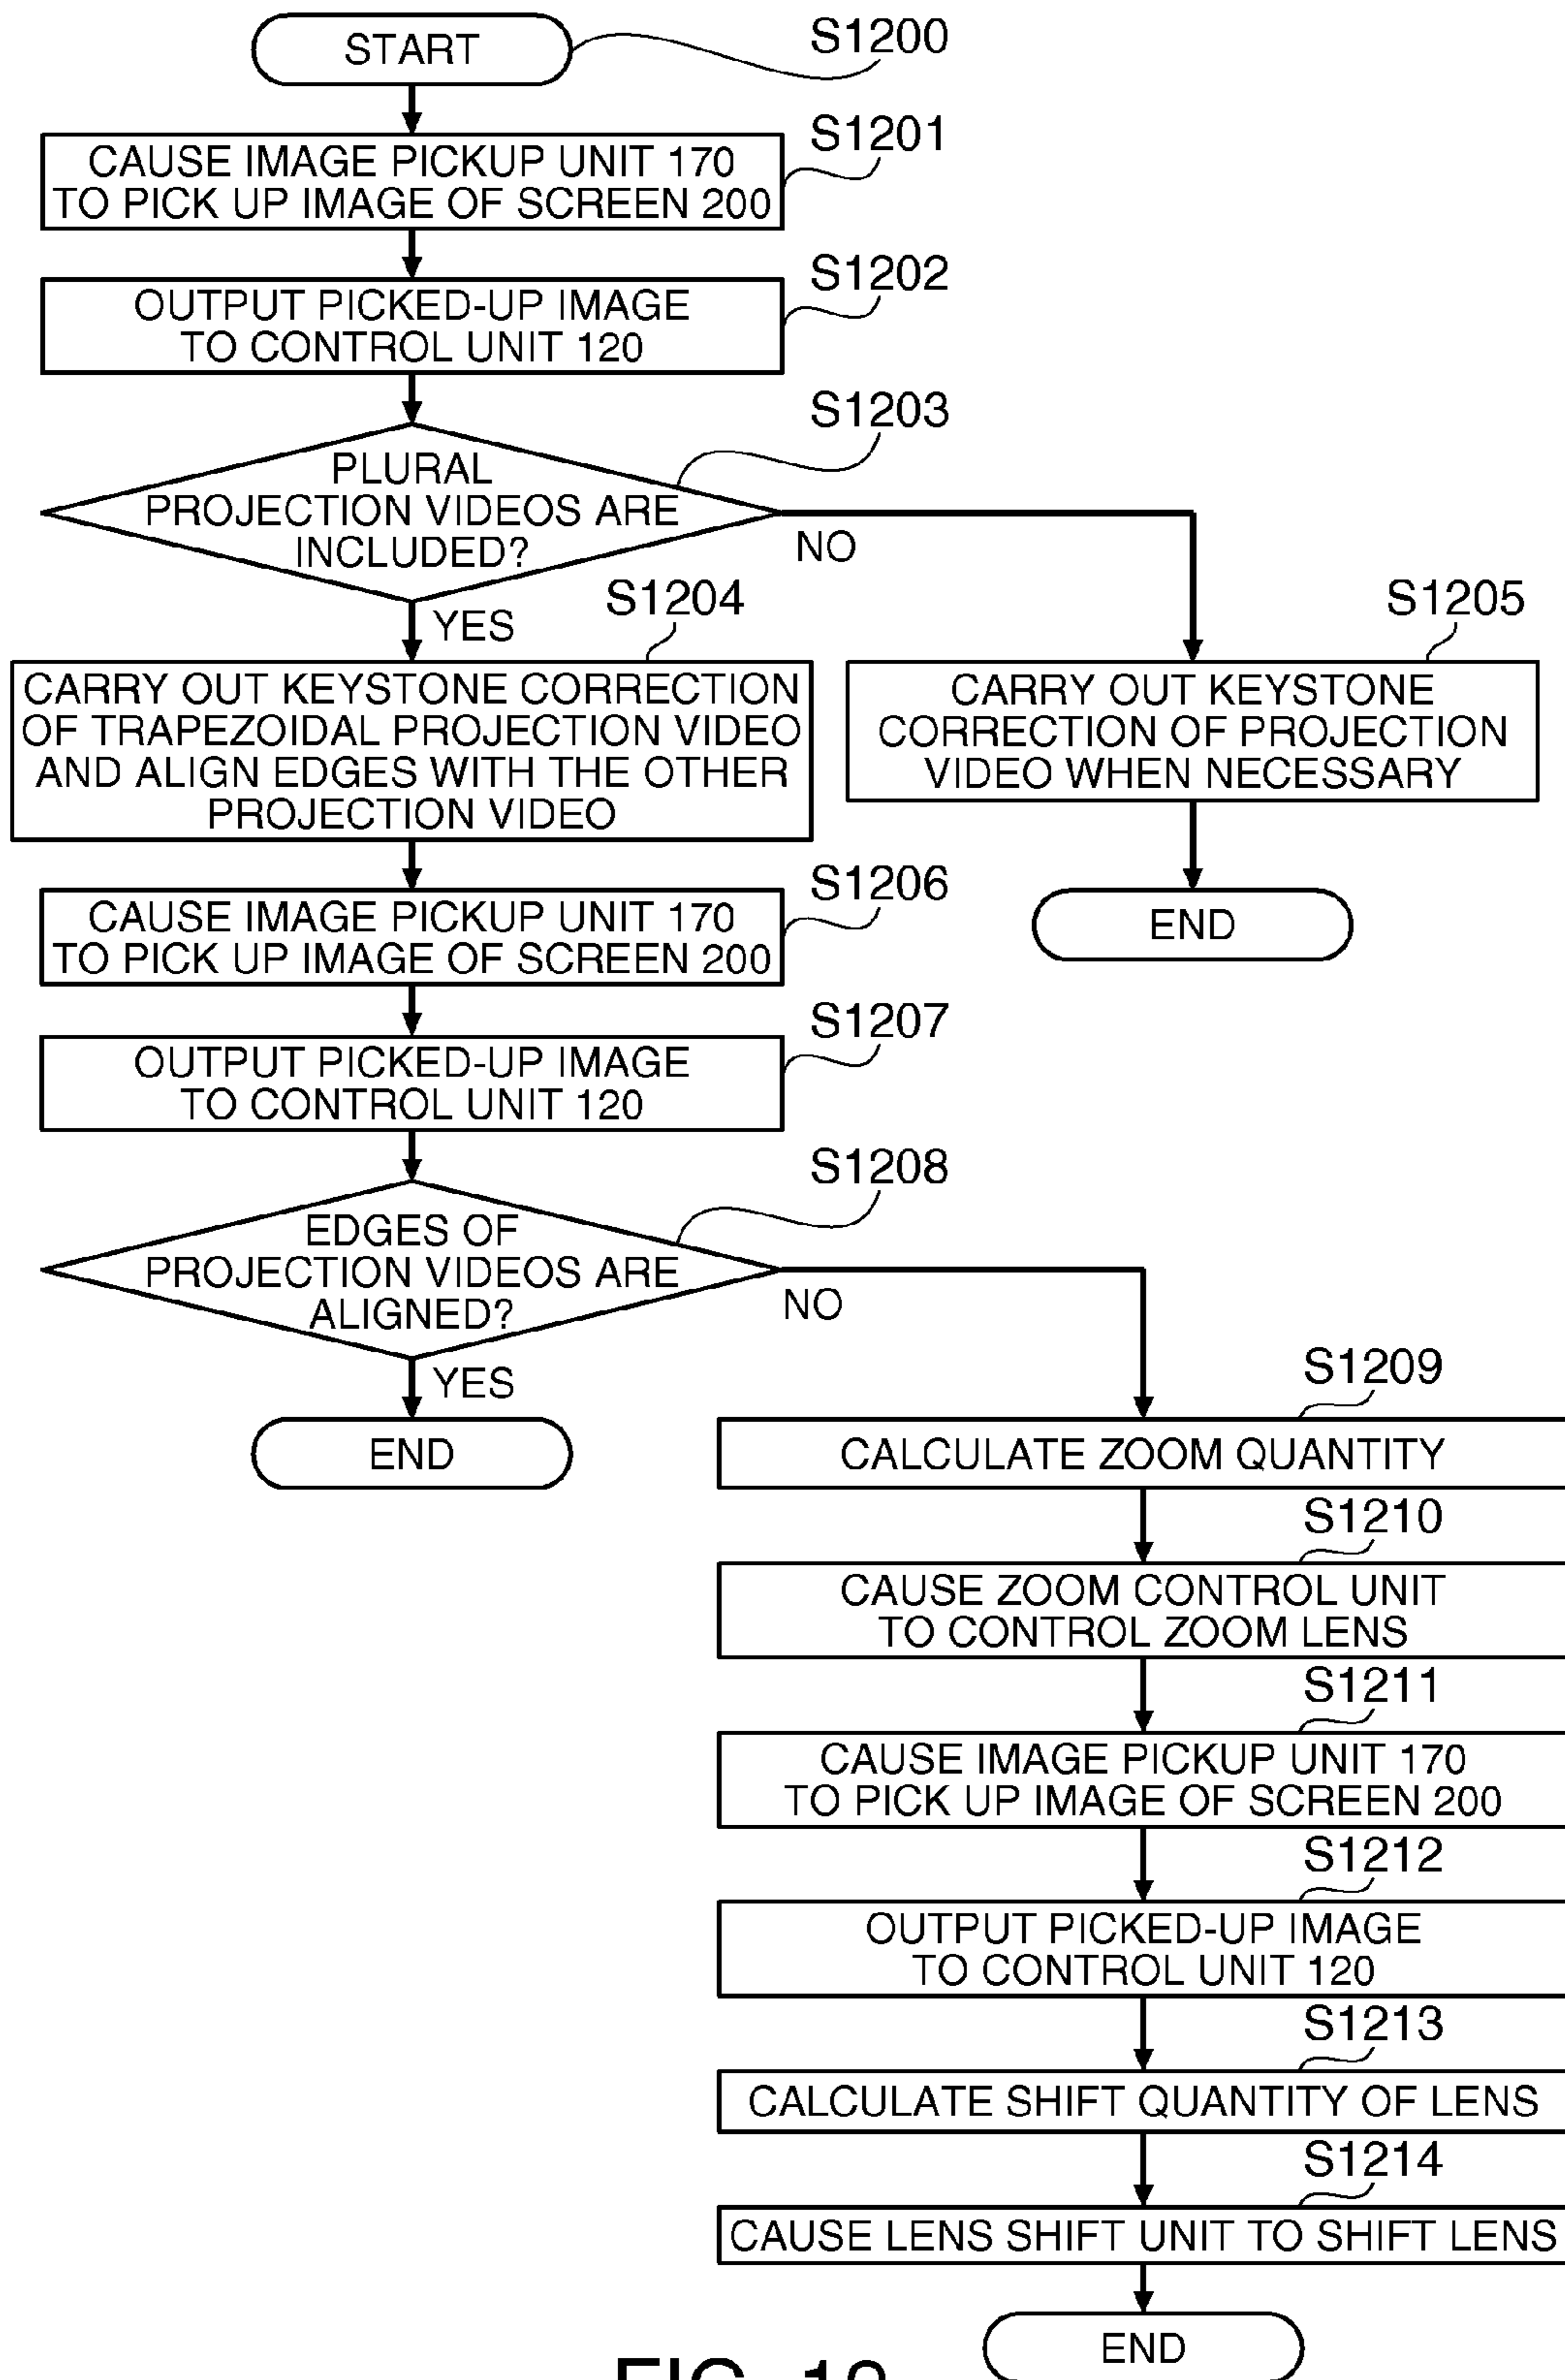 START
S1200
CAUSE IMAGE PICKUP UNIT 170
TO PICK UP IMAGE OF SCREEN 200
S1201
OUTPUT PICKED-UP IMAGE
TO CONTROL UNIT 120
S1202
PLURAL
PROJECTION VIDEOS ARE
INCLUDED?
S1203
NO
YES
S1204
CARRY OUT KEYSTONE CORRECTION
OF TRAPEZOIDAL PROJECTION VIDEO
AND ALIGN EDGES WITH THE OTHER
PROJECTION VIDEO
S1205
CARRY OUT KEYSTONE
CORRECTION OF PROJECTION
VIDEO WHEN NECESSARY
END
CAUSE IMAGE PICKUP UNIT 170
TO PICK UP IMAGE OF SCREEN 200
S1206
OUTPUT PICKED-UP IMAGE
TO CONTROL UNIT 120
S1207
EDGES OF
PROJECTION VIDEOS ARE
ALIGNED?
S1208
NO
YES
END
S1209
CALCULATE ZOOM QUANTITY
S1210
CAUSE ZOOM CONTROL UNIT
TO CONTROL ZOOM LENS
S1211
CAUSE IMAGE PICKUP UNIT 170
TO PICK UP IMAGE OF SCREEN 200
S1212
OUTPUT PICKED-UP IMAGE
TO CONTROL UNIT 120
S1213
CALCULATE SHIFT QUANTITY OF LENS
S1214
CAUSE LENS SHIFT UNIT TO SHIFT LENS
END
FIG.